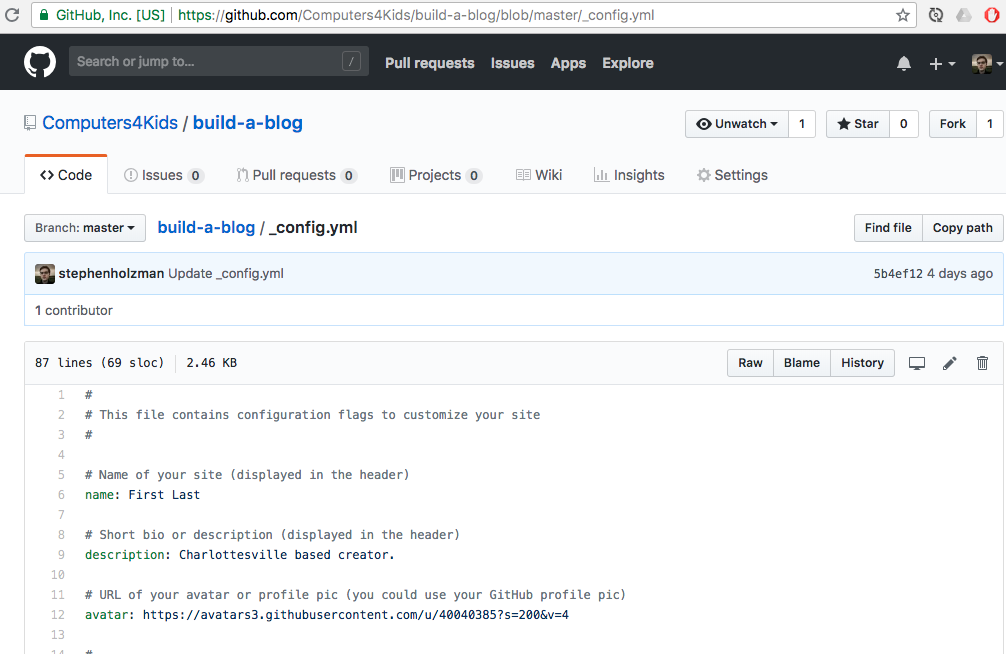 GitHub, Inc. [US] https://github.com/Computers4Kids/build-a-blog/blob/master/_config.yml
Search or jump to... / Pull requests Issues Apps Explore
Computers4Kids / build-a-blog Unwatch 1 Star 0 Fork 1
Code Issues 0 Pull requests 0 Projects 0 Wiki Insights Settings
Branch: master build-a-blog / _config.yml Find file Copy path
stephenholzman Update _config.yml 5b4ef12 4 days ago
1 contributor
87 lines (69 sloc) 2.46 KB Raw Blame History
1 #
2 # This file contains configuration flags to customize your site
3 #
4
5 # Name of your site (displayed in the header)
6 name: First Last
7
8 # Short bio or description (displayed in the header)
9 description: Charlottesville based creator.
10
11 # URL of your avatar or profile pic (you could use your GitHub profile pic)
12 avatar: https://avatars3.githubusercontent.com/u/40040385?s=200&v=4
13
14 #